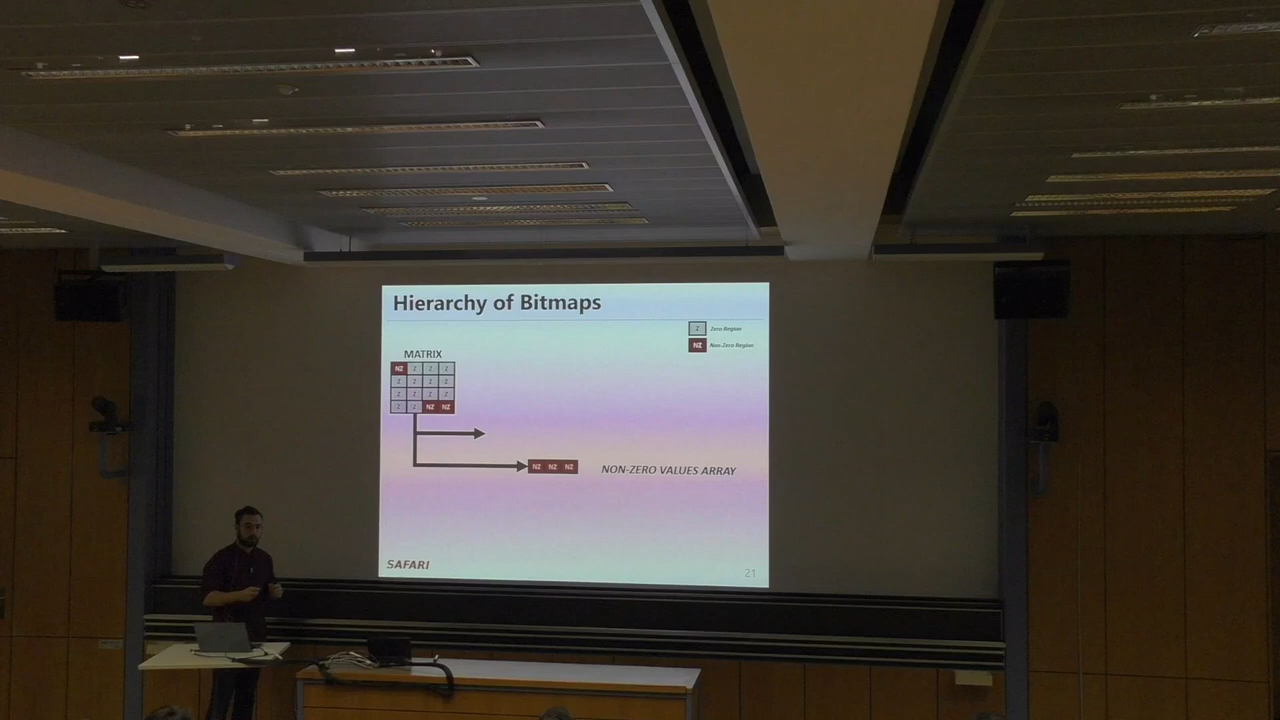 Hierarchy of Bitmaps
Z Zero Region
NZ Non-Zero Region
MATRIX
NZ Z Z Z
Z Z Z Z
Z Z Z Z
Z Z NZ NZ
NZ NZ NZ
NON-ZERO VALUES ARRAY
SAFARI
21